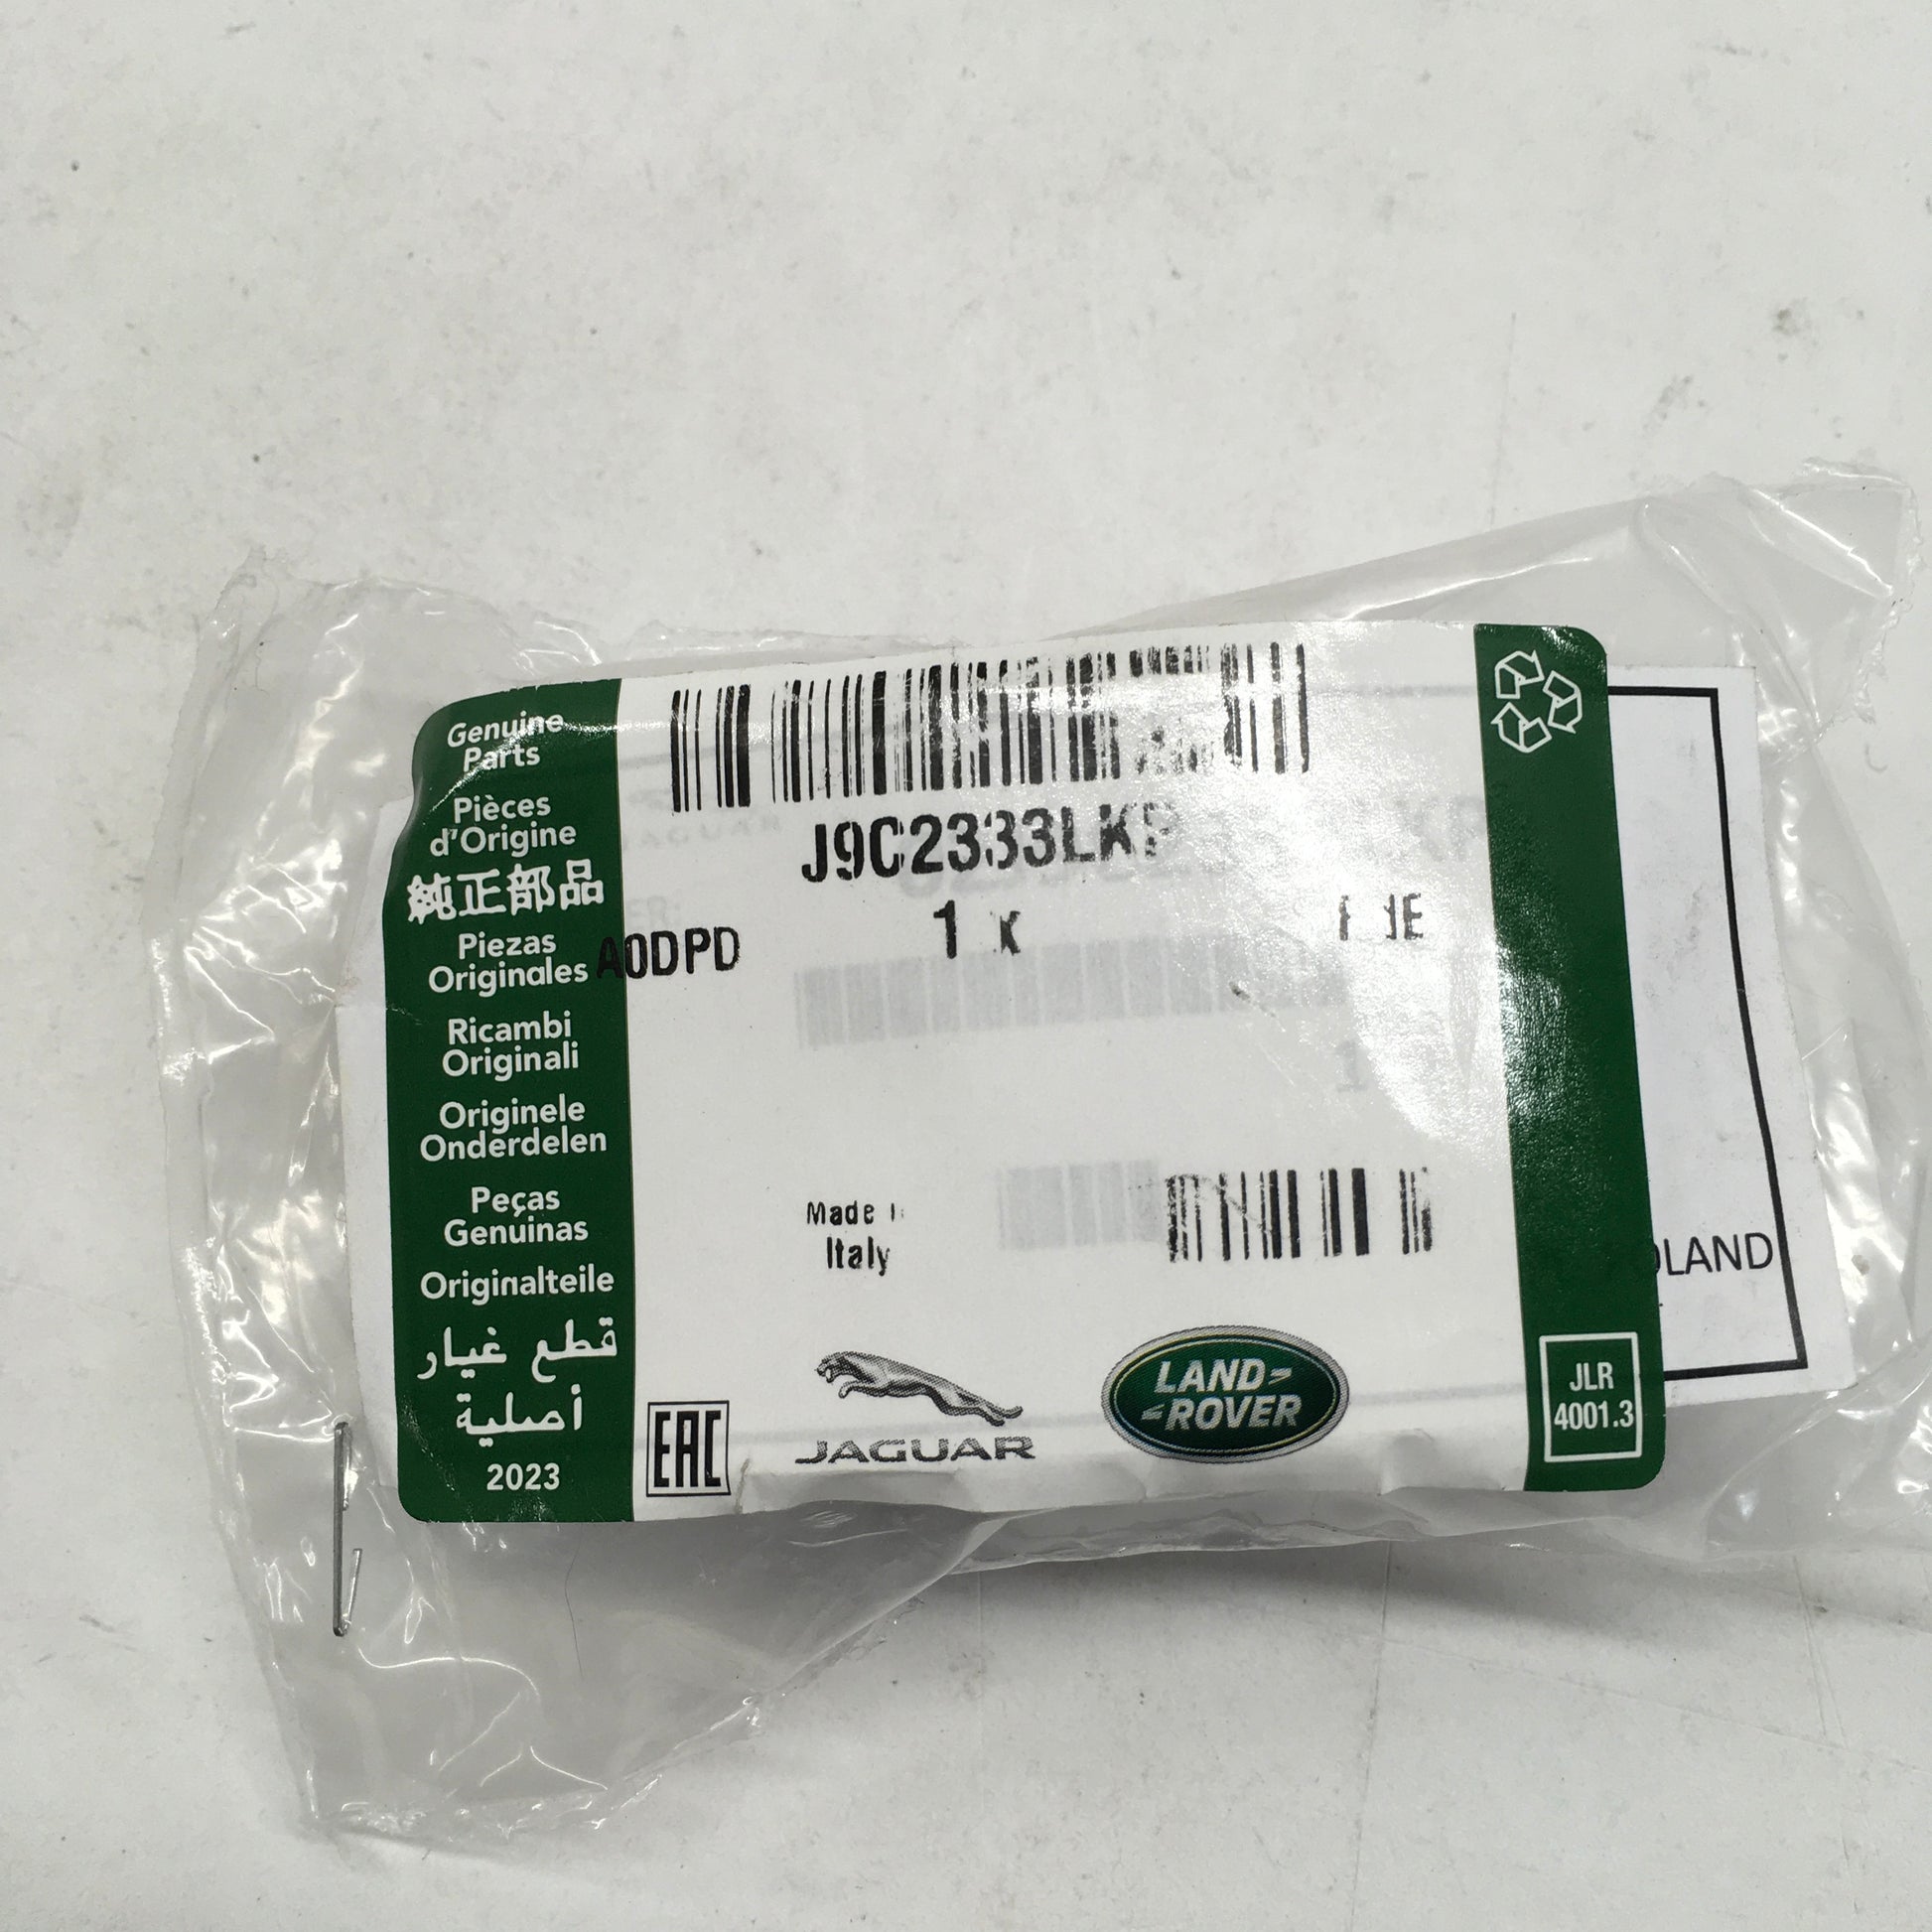 Genuine
Parts
Pièces
d'Origine
純正部品
Piezas
Originales
Ricambi
Originali
Originele
Onderdelen
Peças
Genuinas
Originalteile
قطع غيار
أصلية
2023
J9C2333LKP
A0DPD
1 K
Made
Italy
EAC
JAGUAR
LAND-
-ROVER
JLR
4001.3